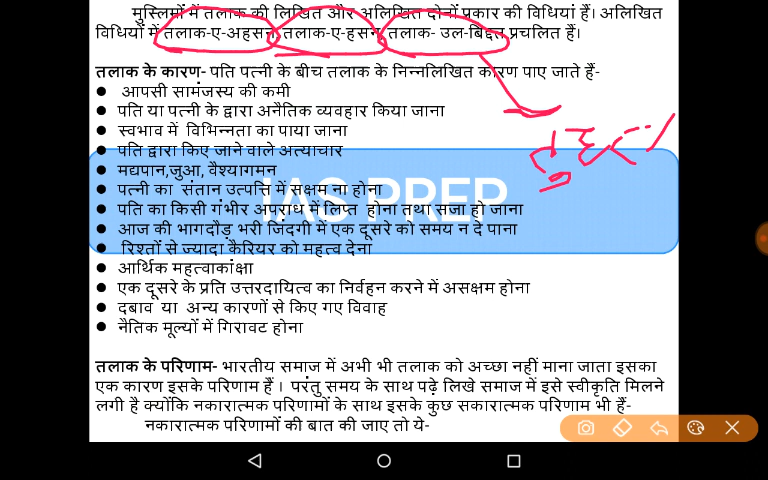 मुस्लिमों में तलाक की लिखित और अलिखित दोनों प्रकार की विधियां हैं। अलिखित
विधियों में तलाक-ए-अहसन, तलाक-ए-हसन, तलाक- उल-बिद्दत प्रचलित हैं।
तलाक के कारण- पति पत्नी के बीच तलाक के निन्नलिखित कारण पाए जाते हैं-
● आपसी सामंजस्य की कमी
● पति या पत्नी के द्वारा अनैतिक व्यवहार किया जाना
● स्वभाव में विभिन्नता का पाया जाना
● पति द्वारा किए जाने वाले अत्याचार
● मद्यपान,जुआ, वैश्यागमन
● पत्नी का संतान उत्पत्ति में सक्षम ना होना
● पति का किसी गंभीर अपराध में लिप्त होना तथा सजा हो जाना
● आज की भागदौड़ भरी जिंदगी में एक दूसरे को समय न दे पाना
● रिश्तों से ज्यादा कैरियर को महत्व देना
● आर्थिक महत्वाकांक्षा
● एक दूसरे के प्रति उत्तरदायित्व का निर्वहन करने में असक्षम होना
● दबाव या अन्य कारणों से किए गए विवाह
● नैतिक मूल्यों में गिरावट होना
IAS PREP
तलाक के परिणाम- भारतीय समाज में अभी भी तलाक को अच्छा नहीं माना जाता इसका
एक कारण इसके परिणाम हैं । परंतु समय के साथ पढ़े लिखे समाज में इसे स्वीकृति मिलने
लगी है क्योंकि नकारात्मक परिणामों के साथ इसके कुछ सकारात्मक परिणाम भी हैं-
नकारात्मक परिणामों की बात की जाए तो ये-